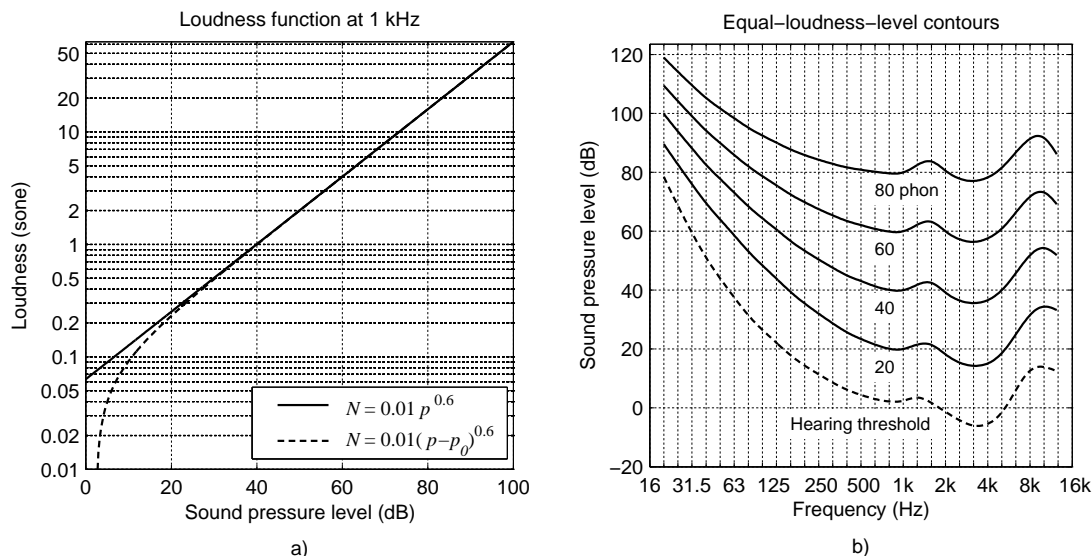 Loudness function at 1 kHz
Loudness (sone)
50
20
10
5
2
1
0.5
0.2
0.1
0.05
0.02
0.01
N = 0.01 p^0.6
N = 0.01(p−p_0)^0.6
0 20 40 60 80 100
Sound pressure level (dB)
a)
Equal−loudness−level contours
Sound pressure level (dB)
120
100
80
60
40
20
0
−20
80 phon
60
40
20
Hearing threshold
16 31.5 63 125 250 500 1k 2k 4k 8k 16k
Frequency (Hz)
b)